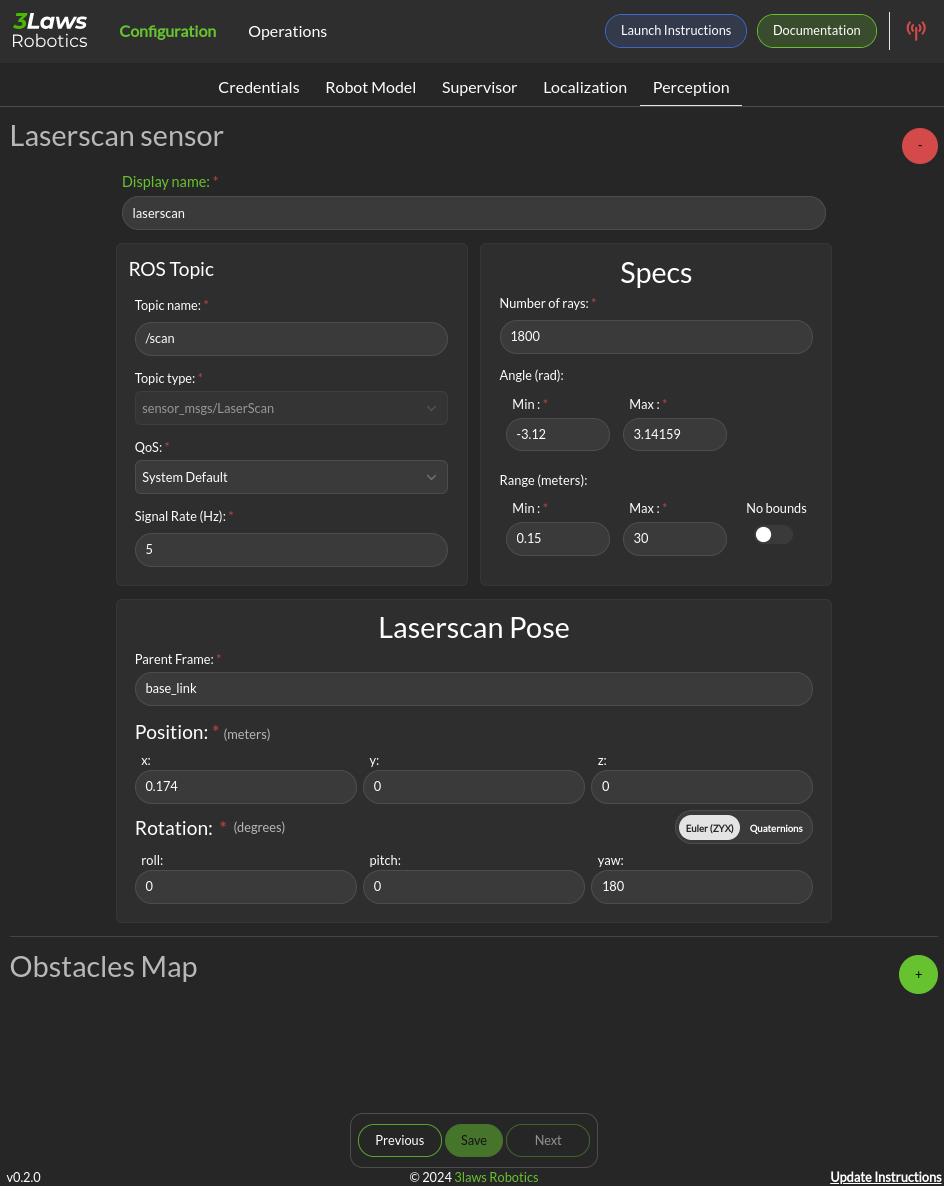 3Laws
Robotics
Configuration
Operations
Launch Instructions
Documentation
Credentials
Robot Model
Supervisor
Localization
Perception
Laserscan sensor
-
Display name: *
laserscan
ROS Topic
Topic name: *
/scan
Topic type: *
sensor_msgs/LaserScan
QoS: *
System Default
Signal Rate (Hz): *
5
Specs
Number of rays: *
1800
Angle (rad):
Min : * Max : *
-3.12 3.14159
Range (meters):
Min : * Max : * No bounds
0.15 30
Laserscan Pose
Parent Frame: *
base_link
Position: * (meters)
x: y: z:
0.174 0 0
Rotation: * (degrees)
Euler (ZYX) Quaternions
roll: pitch: yaw:
0 0 180
Obstacles Map
+
Previous Save Next
v0.2.0
© 2024 3laws Robotics
Update Instructions